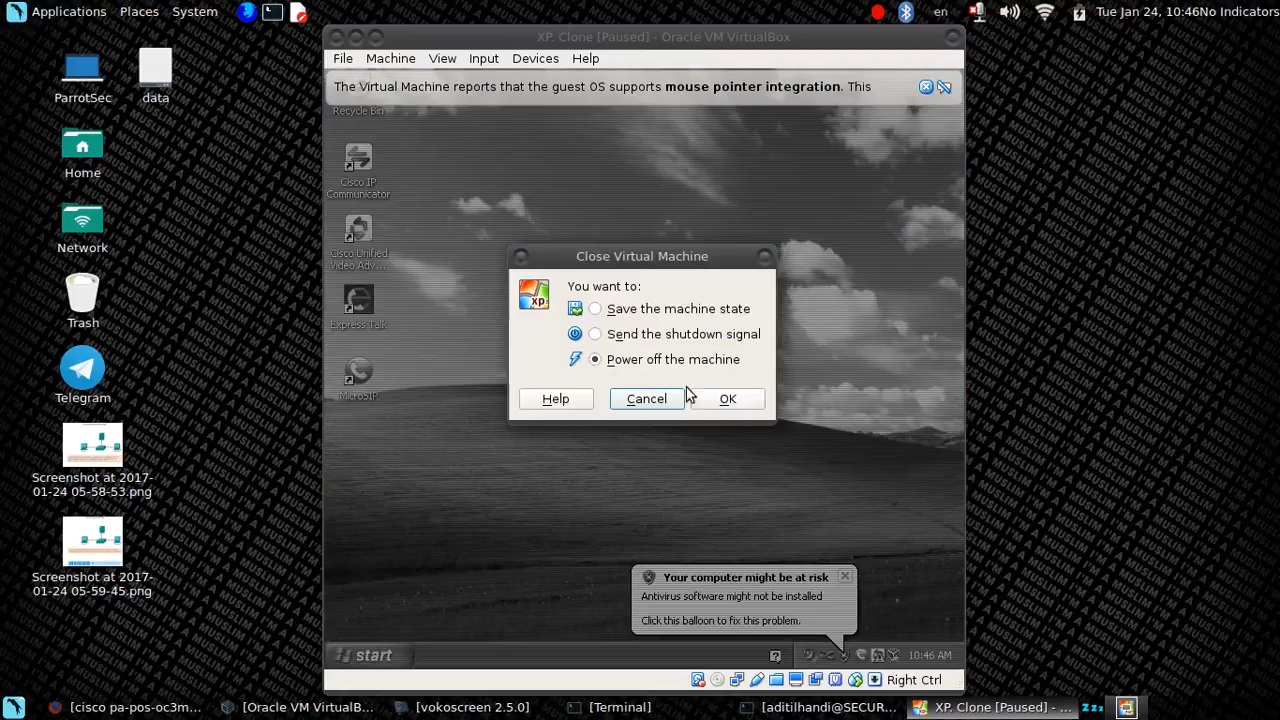 Applications Places System
en
Tue Jan 24, 10:46 No Indicators
ParrotSec
data
Home
Network
Trash
Telegram
Screenshot at 2017-
01-24 05-58-53.png
Screenshot at 2017-
01-24 05-59-45.png
XP. Clone [Paused] - Oracle VM VirtualBox
File Machine View Input Devices Help
The Virtual Machine reports that the guest OS supports mouse pointer integration. This
Recycle Bin
Cisco IP
Communicator
Cisco Unified
Video Adv...
Express Talk
MicroSIP
Close Virtual Machine
xp
You want to:
Save the machine state
Send the shutdown signal
Power off the machine
Help Cancel OK
Your computer might be at risk
Antivirus software might not be installed
Click this balloon to fix this problem.
start
10:46 AM
Right Ctrl
[cisco pa-pos-oc3m... [Oracle VM VirtualB... [vokoscreen 2.5.0] [Terminal] [aditilhandi@SECUR... XP. Clone [Paused] - ... zzz